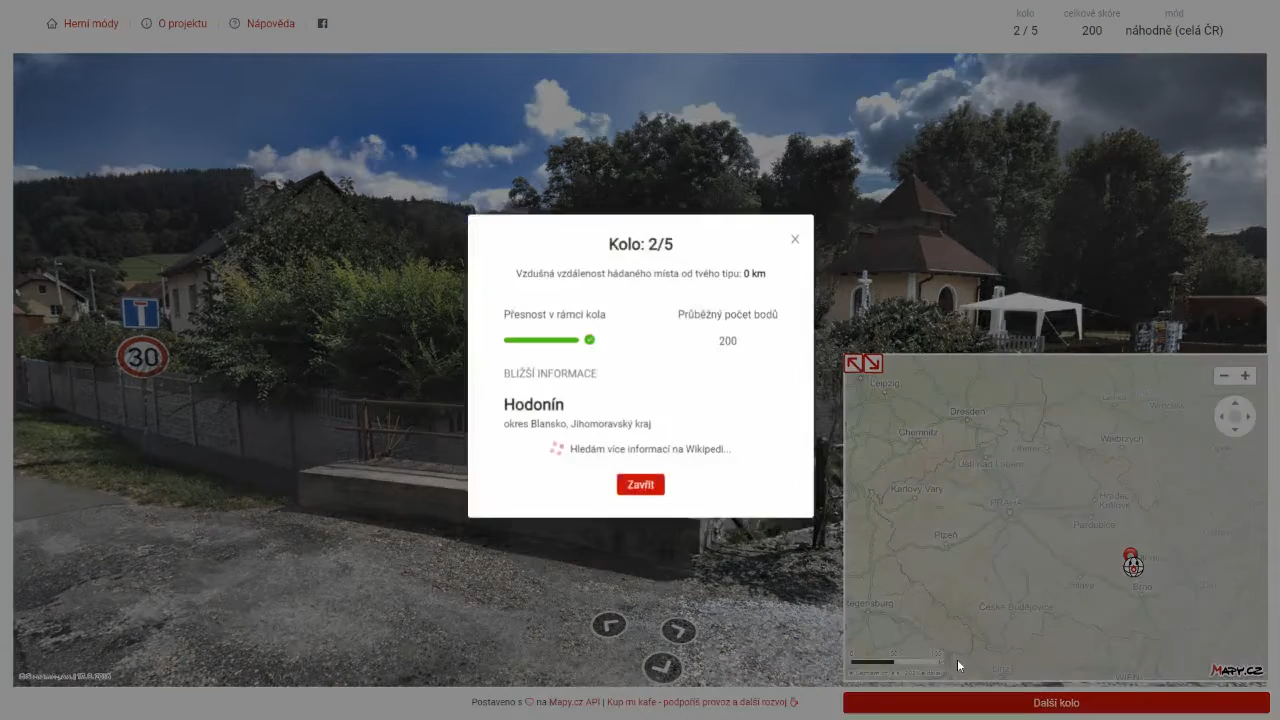 Herní módy
O projektu
Nápověda
kolo
2 / 5
celkové skóre
200
mód
náhodně (celá ČR)
30
Kolo: 2/5
Vzdušná vzdálenost hádaného místa od tvého tipu: 0 km
Přesnost v rámci kola
Průběžný počet bodů
200
BLIŽŠÍ INFORMACE
Hodonín
okres Blansko, Jihomoravský kraj
Hledám více informací na Wikipedi...
Zavřít
Leipzig
Dresden
Chemnitz
Wałbrzych
Ústí nad Labem
Karlovy Vary
PRAHA
Hradec
Králové
Pardubice
Plzeň
Jihlava
Brno
České Budějovice
Linz
WIEN
MAPY.CZ
Postaveno s na Mapy.cz API | Kup mi kafe - podpoříš provoz a další rozvoj
Další kolo